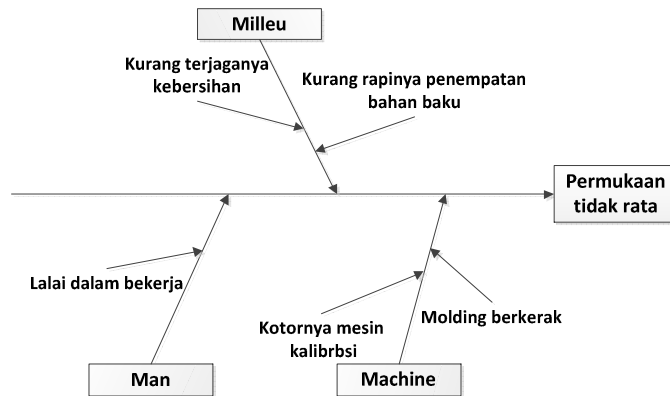 Milleu
Kurang terjaganya
kebersihan
Kurang rapinya penempatan
bahan baku
Permukaan
tidak rata
Lalai dalam bekerja
Kotornya mesin
kalibrbsi
Molding berkerak
Man
Machine